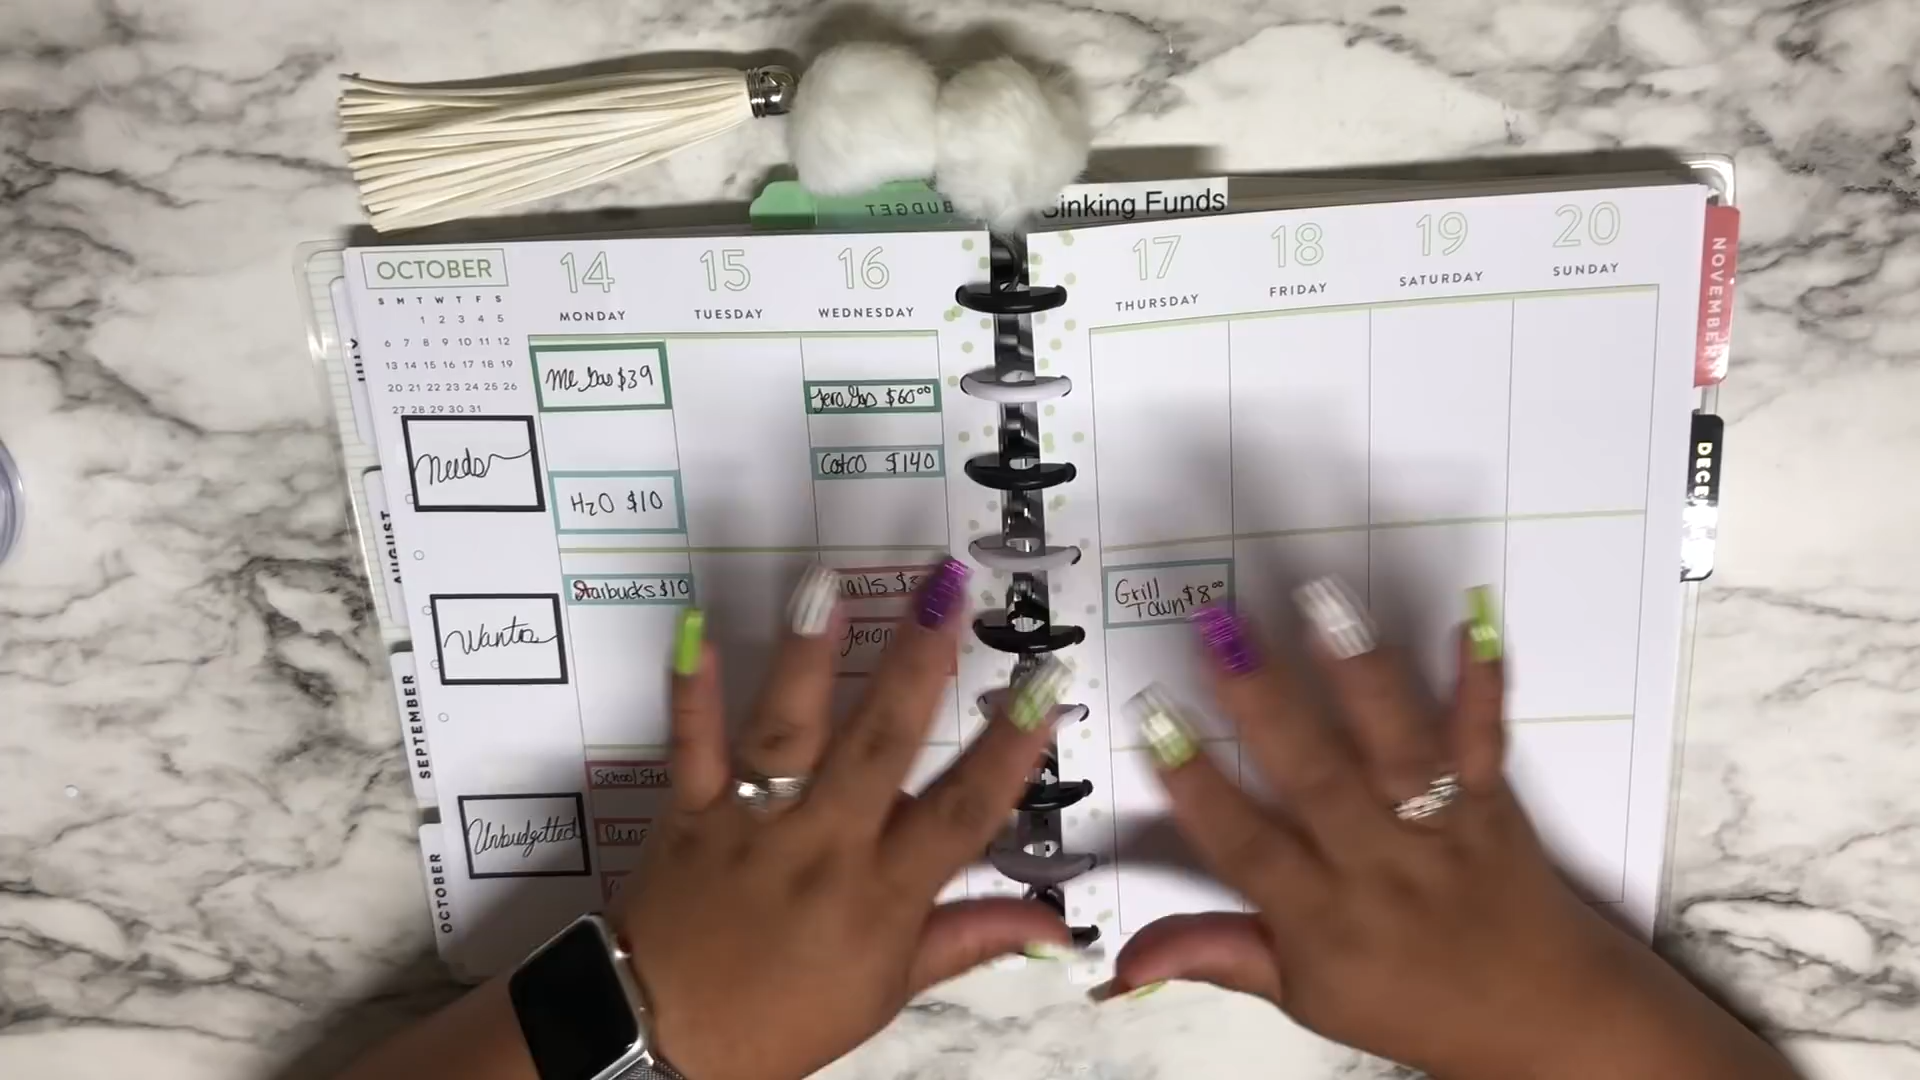 BUDGET
Sinking Funds
OCTOBER
S M T W T F S
1 2 3 4 5
6 7 8 9 10 11 12
13 14 15 16 17 18 19
20 21 22 23 24 25 26
27 28 29 30 31
14
MONDAY
15
TUESDAY
16
WEDNESDAY
17
THURSDAY
18
FRIDAY
19
SATURDAY
20
SUNDAY
Needs
Me Gas $39
H2O $10
Gas $60⁰⁰
Costco $140
Wants
Starbucks $10
Grill
Town $8⁰⁰
Unbudgetted
School
AUGUST
SEPTEMBER
OCTOBER
NOVEMBER